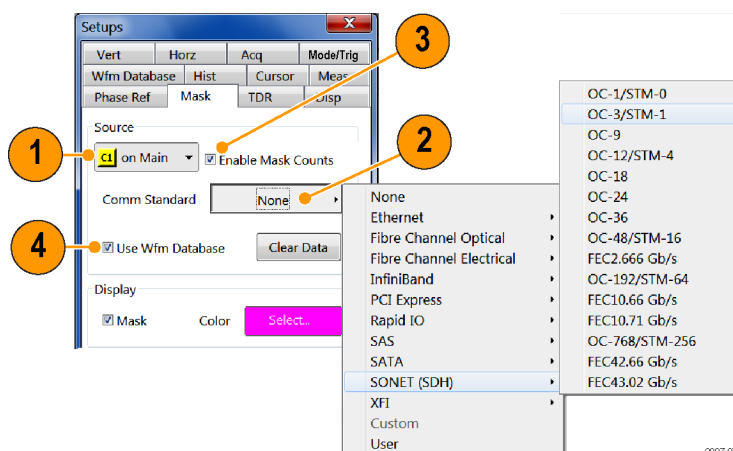 Setups
X
Vert Horz Acq Mode/Trig
Wfm Database Hist Cursor Meas
Phase Ref Mask TDR Disp
Source
C1 on Main Enable Mask Counts
Comm Standard None
Use Wfm Database Clear Data
Display
Mask Color Select...
1
2
3
4
None
Ethernet
Fibre Channel Optical
Fibre Channel Electrical
InfiniBand
PCI Express
Rapid IO
SAS
SATA
SONET (SDH)
XFI
Custom
User
OC-1/STM-0
OC-3/STM-1
OC-9
OC-12/STM-4
OC-18
OC-24
OC-36
OC-48/STM-16
FEC2.666 Gb/s
OC-192/STM-64
FEC10.66 Gb/s
FEC10.71 Gb/s
OC-768/STM-256
FEC42.66 Gb/s
FEC43.02 Gb/s